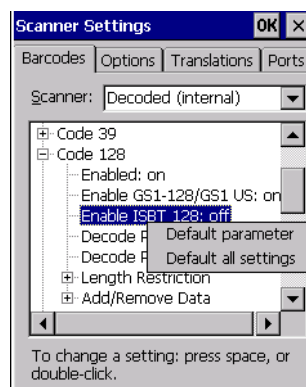 Scanner Settings OK ×
Barcodes Options Translations Ports
Scanner: Decoded (internal)
Code 39
Code 128
Enabled: on
Enable GS1-128/GS1 US: on
Enable ISBT 128: off
Decode P
Default parameter
Decode F
Default all settings
Length Restriction
Add/Remove Data
To change a setting: press space, or
double-click.